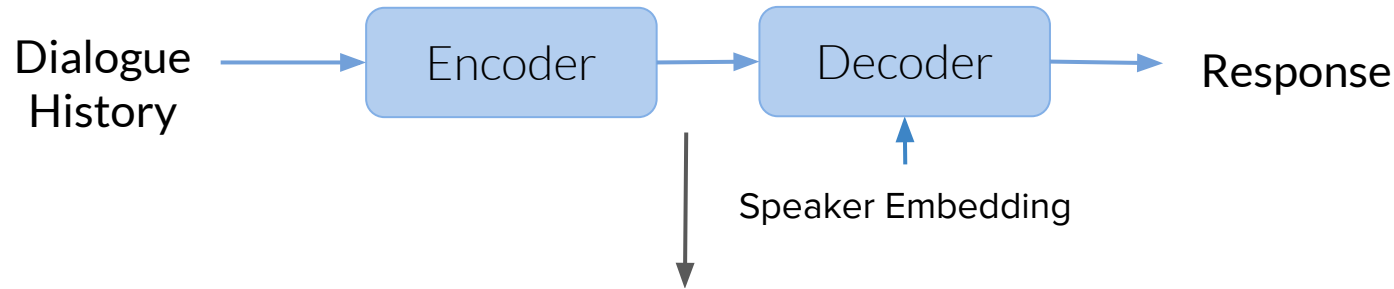 Dialogue
History
Encoder
Decoder
Response
Speaker Embedding